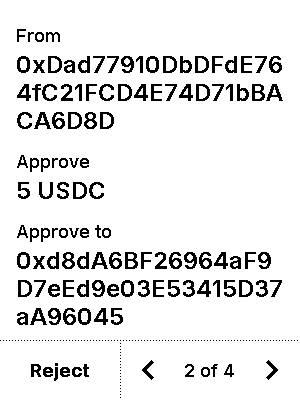 From
0xDad77910DbDFdE76
4fC21FCD4E74D71bBA
CA6D8D
Approve
5 USDC
Approve to
0xd8dA6BF26964aF9
D7eEd9e03E53415D37
aA96045
Reject
2 of 4